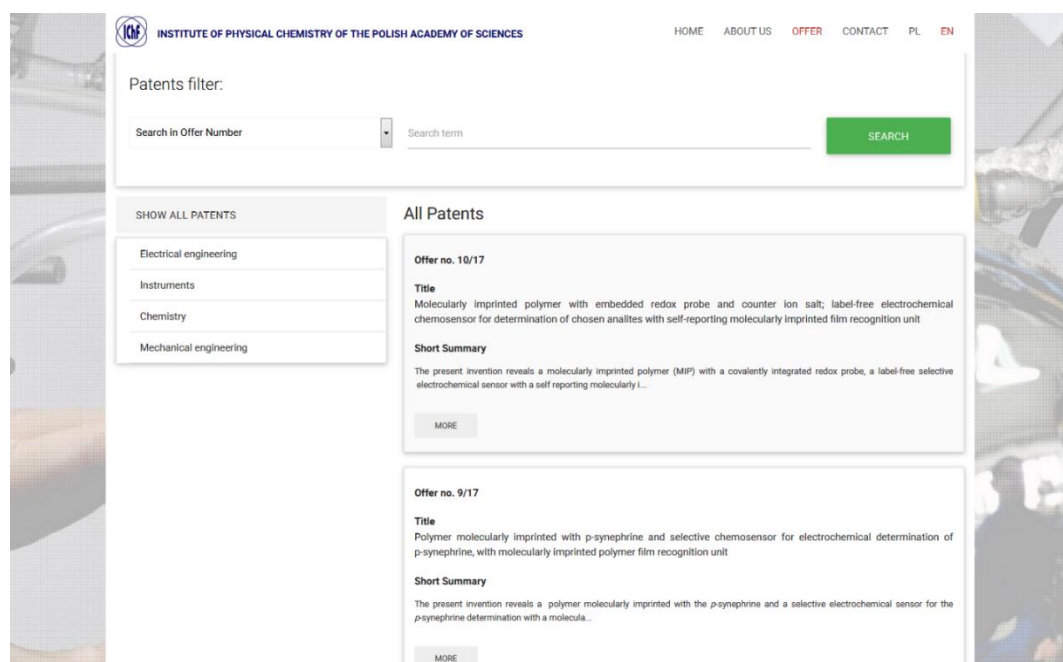 IChF
INSTITUTE OF PHYSICAL CHEMISTRY OF THE POLISH ACADEMY OF SCIENCES
HOME ABOUT US OFFER CONTACT PL EN
Patents filter:
Search in Offer Number
Search term
SEARCH
SHOW ALL PATENTS
Electrical engineering
Instruments
Chemistry
Mechanical engineering
All Patents
Offer no. 10/17
Title
Molecularly imprinted polymer with embedded redox probe and counter ion salt; label-free electrochemical
chemosensor for determination of chosen analites with self-reporting molecularly imprinted film recognition unit
Short Summary
The present invention reveals a molecularly imprinted polymer (MIP) with a covalently integrated redox probe, a label-free selective
electrochemical sensor with a self reporting molecularly i...
MORE
Offer no. 9/17
Title
Polymer molecularly imprinted with p-synephrine and selective chemosensor for electrochemical determination of
p-synephrine, with molecularly imprinted polymer film recognition unit
Short Summary
The present invention reveals a polymer molecularly imprinted with the p-synephrine and a selective electrochemical sensor for the
p-synephrine determination with a molecula...
MORE